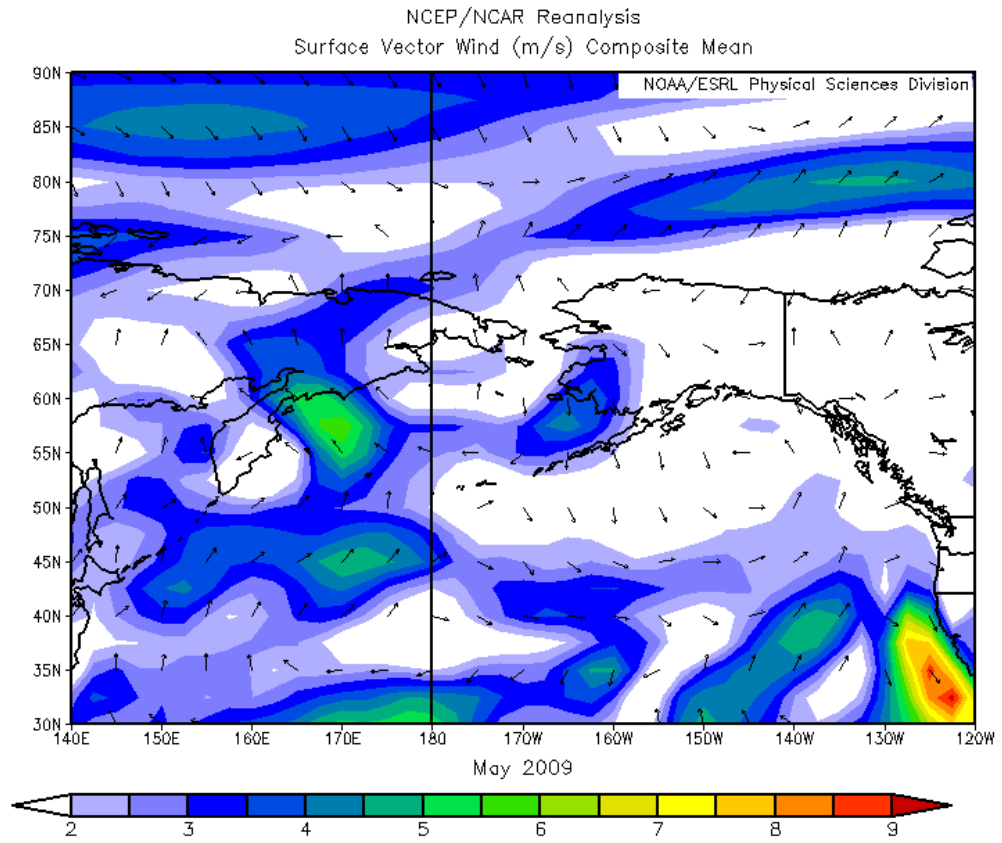 NCEP/NCAR Reanalysis
Surface Vector Wind (m/s) Composite Mean
NOAA/ESRL Physical Sciences Division
90N
85N
80N
75N
70N
65N
60N
55N
50N
45N
40N
35N
30N
140E 150E 160E 170E 180 170W 160W 150W 140W 130W 120W
May 2009
2 3 4 5 6 7 8 9